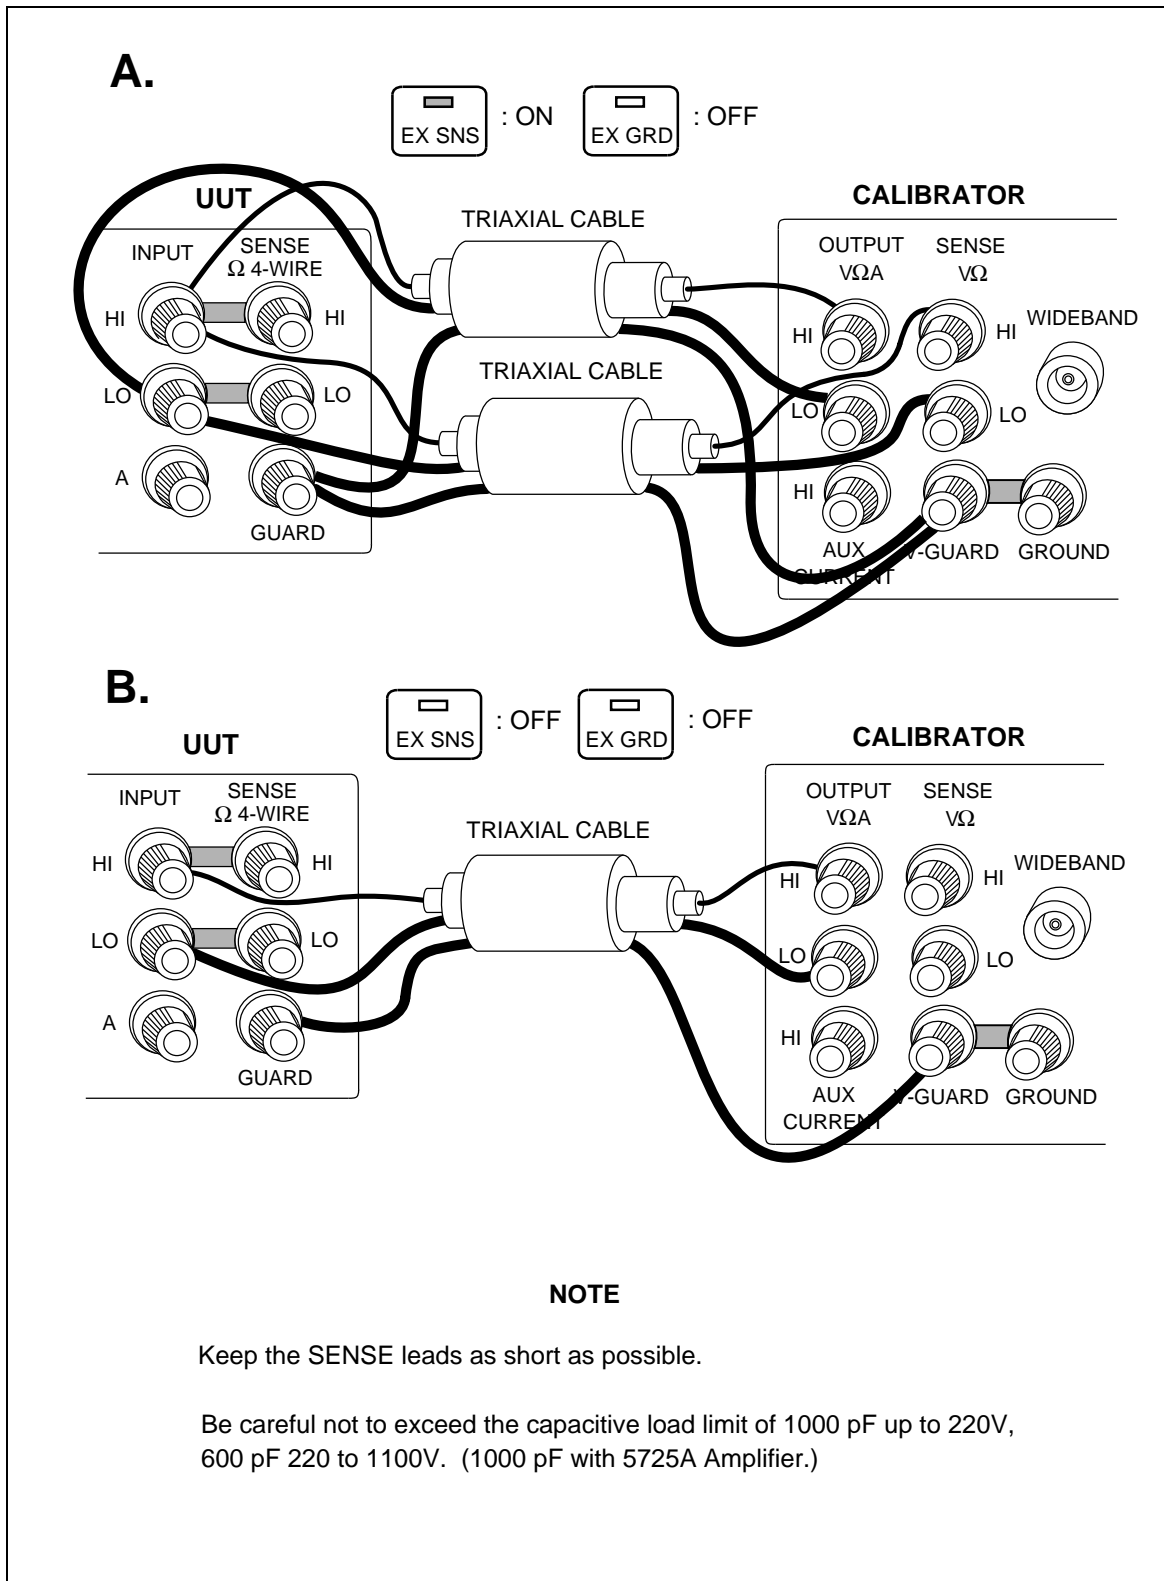 A.
EX SNS : ON EX GRD : OFF
UUT
CALIBRATOR
TRIAXIAL CABLE
INPUT SENSE
Ω 4-WIRE
OUTPUT SENSE
VΩA VΩ
HI HI
HI HI
WIDEBAND
TRIAXIAL CABLE
LO LO
LO LO
A
HI
GUARD
AUX V-GUARD GROUND
CURRENT
B.
EX SNS : OFF EX GRD : OFF
UUT
CALIBRATOR
INPUT SENSE
Ω 4-WIRE
OUTPUT SENSE
VΩA VΩ
TRIAXIAL CABLE
HI HI
HI HI
WIDEBAND
LO LO
LO LO
A
HI
GUARD
AUX V-GUARD GROUND
CURRENT
NOTE
Keep the SENSE leads as short as possible.
Be careful not to exceed the capacitive load limit of 1000 pF up to 220V,
600 pF 220 to 1100V. (1000 pF with 5725A Amplifier.)